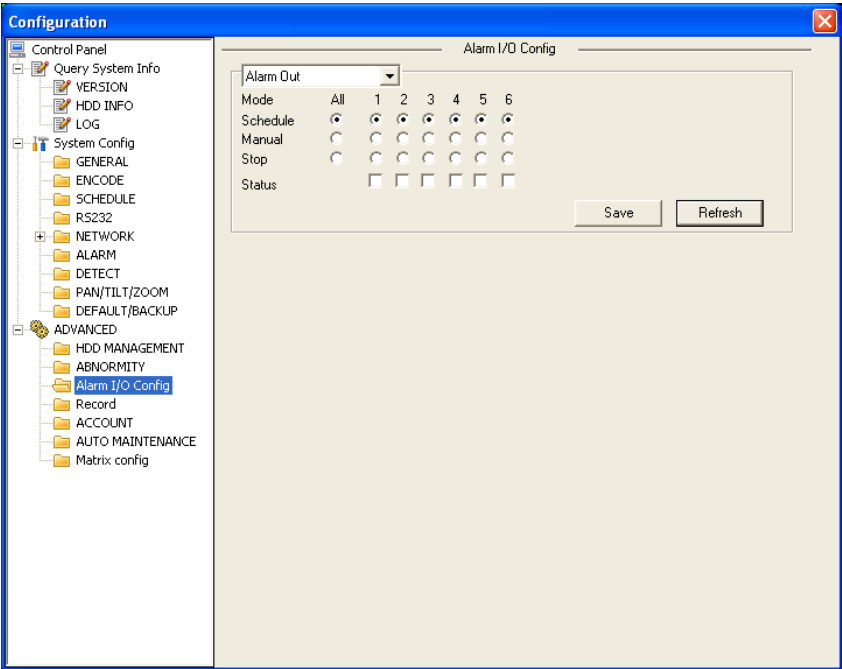 Configuration
Control Panel
Query System Info
VERSION
HDD INFO
LOG
System Config
GENERAL
ENCODE
SCHEDULE
RS232
NETWORK
ALARM
DETECT
PAN/TILT/ZOOM
DEFAULT/BACKUP
ADVANCED
HDD MANAGEMENT
ABNORMITY
Alarm I/O Config
Record
ACCOUNT
AUTO MAINTENANCE
Matrix config
Alarm I/O Config
Alarm Out
Mode All 1 2 3 4 5 6
Schedule
Manual
Stop
Status
Save Refresh